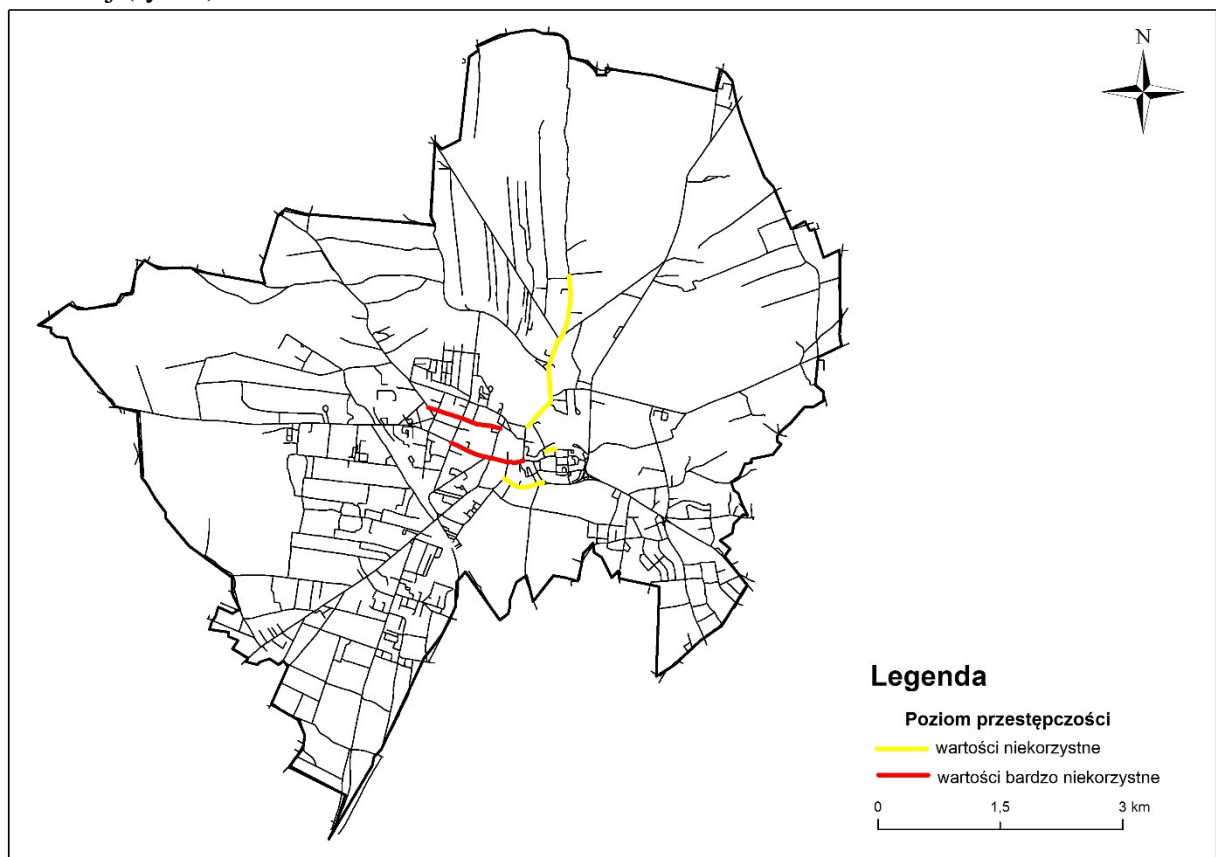 N
Legenda
Poziom przestępczości
wartości niekorzystne
wartości bardzo niekorzystne
0 1,5 3 km